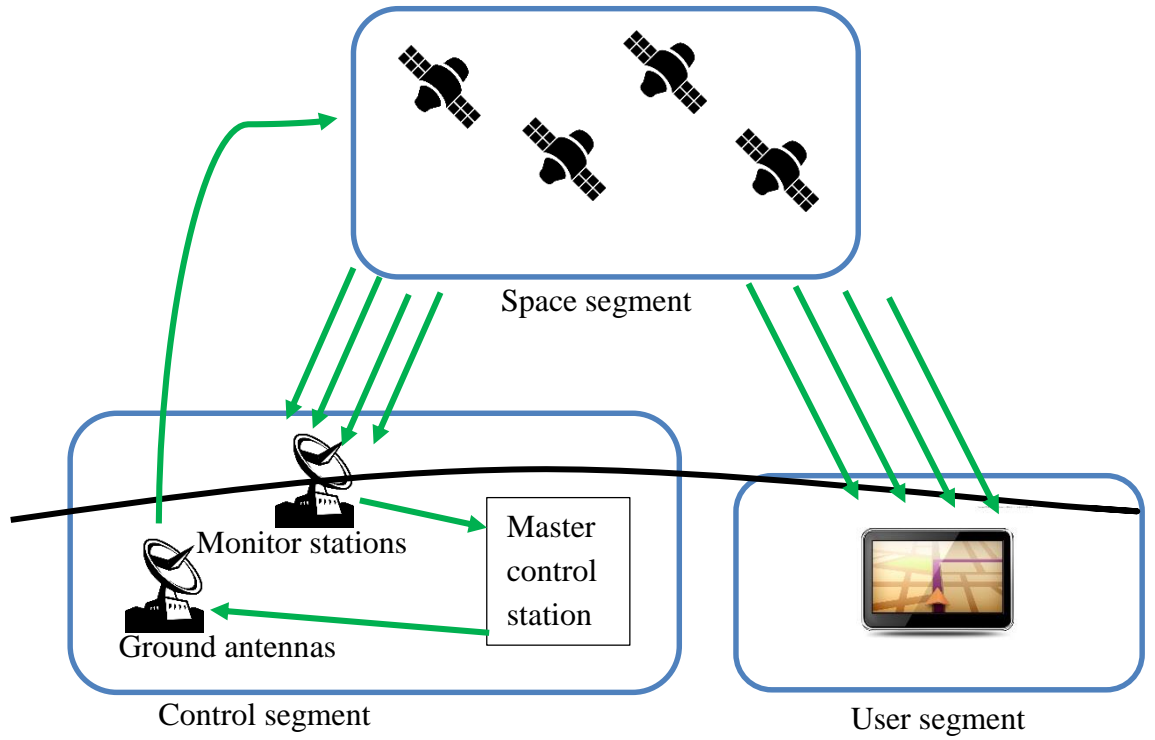 Space segment
Monitor stations
Master
control
station
Ground antennas
Control segment
User segment